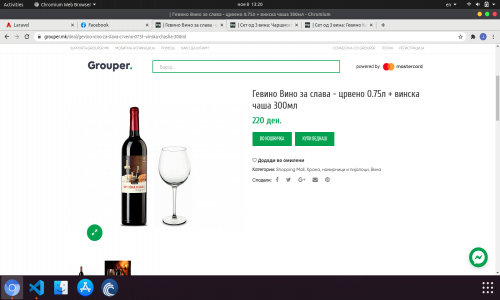 Activities
Chromium Web Browser
ное 8 13:20
en
| Гевино Вино за слава - црвено 0.75л + винска чаша 300мл - Chromium
Laravel
Facebook
| Гевино Вино за слава
| Сет од 3 вина: Чардоне
| Сет од 3 вина: Гевино К
grouper.mk/deal/gevino-vino-za-slava-crveno-075l-vinska-chasha-300ml
Grouper.
powered by mastercard
Гевино Вино за слава - црвено 0.75л + винска
чаша 300мл
220 ден.
ВО КОШНИЧКА
КУПИ ВЕДНАШ
Додади во омилени
Категории: Shopping Mall, Храна, намирници и пијалоци, Вина
Сподели: